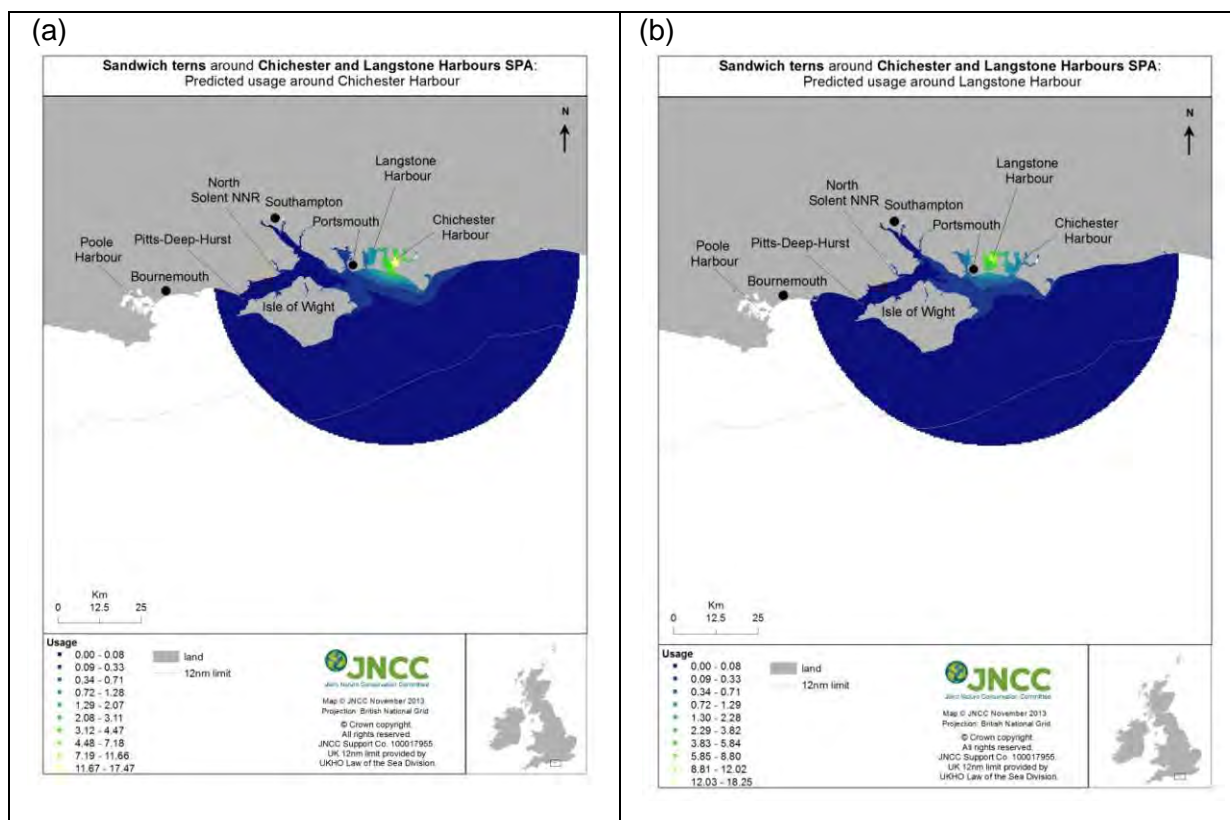 (a)
Sandwich terns around Chichester and Langstone Harbours SPA:
Predicted usage around Chichester Harbour
N
Langstone
Harbour
North
Solent NNR
Southampton
Portsmouth
Chichester
Harbour
Poole
Harbour
Pitts-Deep-Hurst
Bournemouth
Isle of Wight
Km
0 12.5 25
Usage
0.00 - 0.08
0.09 - 0.33
0.34 - 0.71
0.72 - 1.28
1.29 - 2.07
2.08 - 3.11
3.12 - 4.47
4.48 - 7.18
7.19 - 11.66
11.67 - 17.47
land
12nm limit
JNCC
Joint Nature Conservation Committee
Map © JNCC November 2013
Projection: British National Grid
© Crown copyright.
All rights reserved.
JNCC Support Co. 100017955.
UK 12nm limit provided by
UKHO Law of the Sea Division.
(b)
Sandwich terns around Chichester and Langstone Harbours SPA:
Predicted usage around Langstone Harbour
N
Langstone
Harbour
North
Solent NNR
Southampton
Portsmouth
Chichester
Harbour
Poole
Harbour
Pitts-Deep-Hurst
Bournemouth
Isle of Wight
Km
0 12.5 25
Usage
0.00 - 0.08
0.09 - 0.33
0.34 - 0.71
0.72 - 1.29
1.30 - 2.28
2.29 - 3.82
3.83 - 5.84
5.85 - 8.80
8.81 - 12.02
12.03 - 18.25
land
12nm limit
JNCC
Joint Nature Conservation Committee
Map © JNCC November 2013
Projection: British National Grid
© Crown copyright.
All rights reserved.
JNCC Support Co. 100017955.
UK 12nm limit provided by
UKHO Law of the Sea Division.